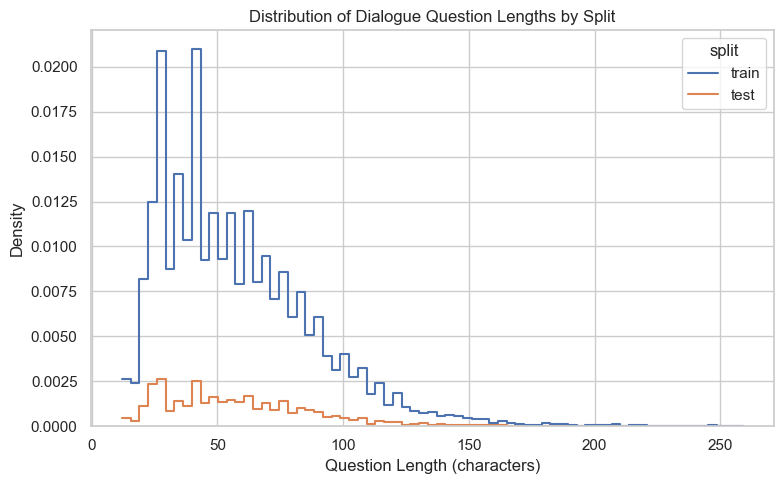 Distribution of Dialogue Question Lengths by Split
split
train
test
0.0200
0.0175
0.0150
0.0125
0.0100
0.0075
0.0050
0.0025
0.0000
Density
0
50
100
150
200
250
Question Length (characters)